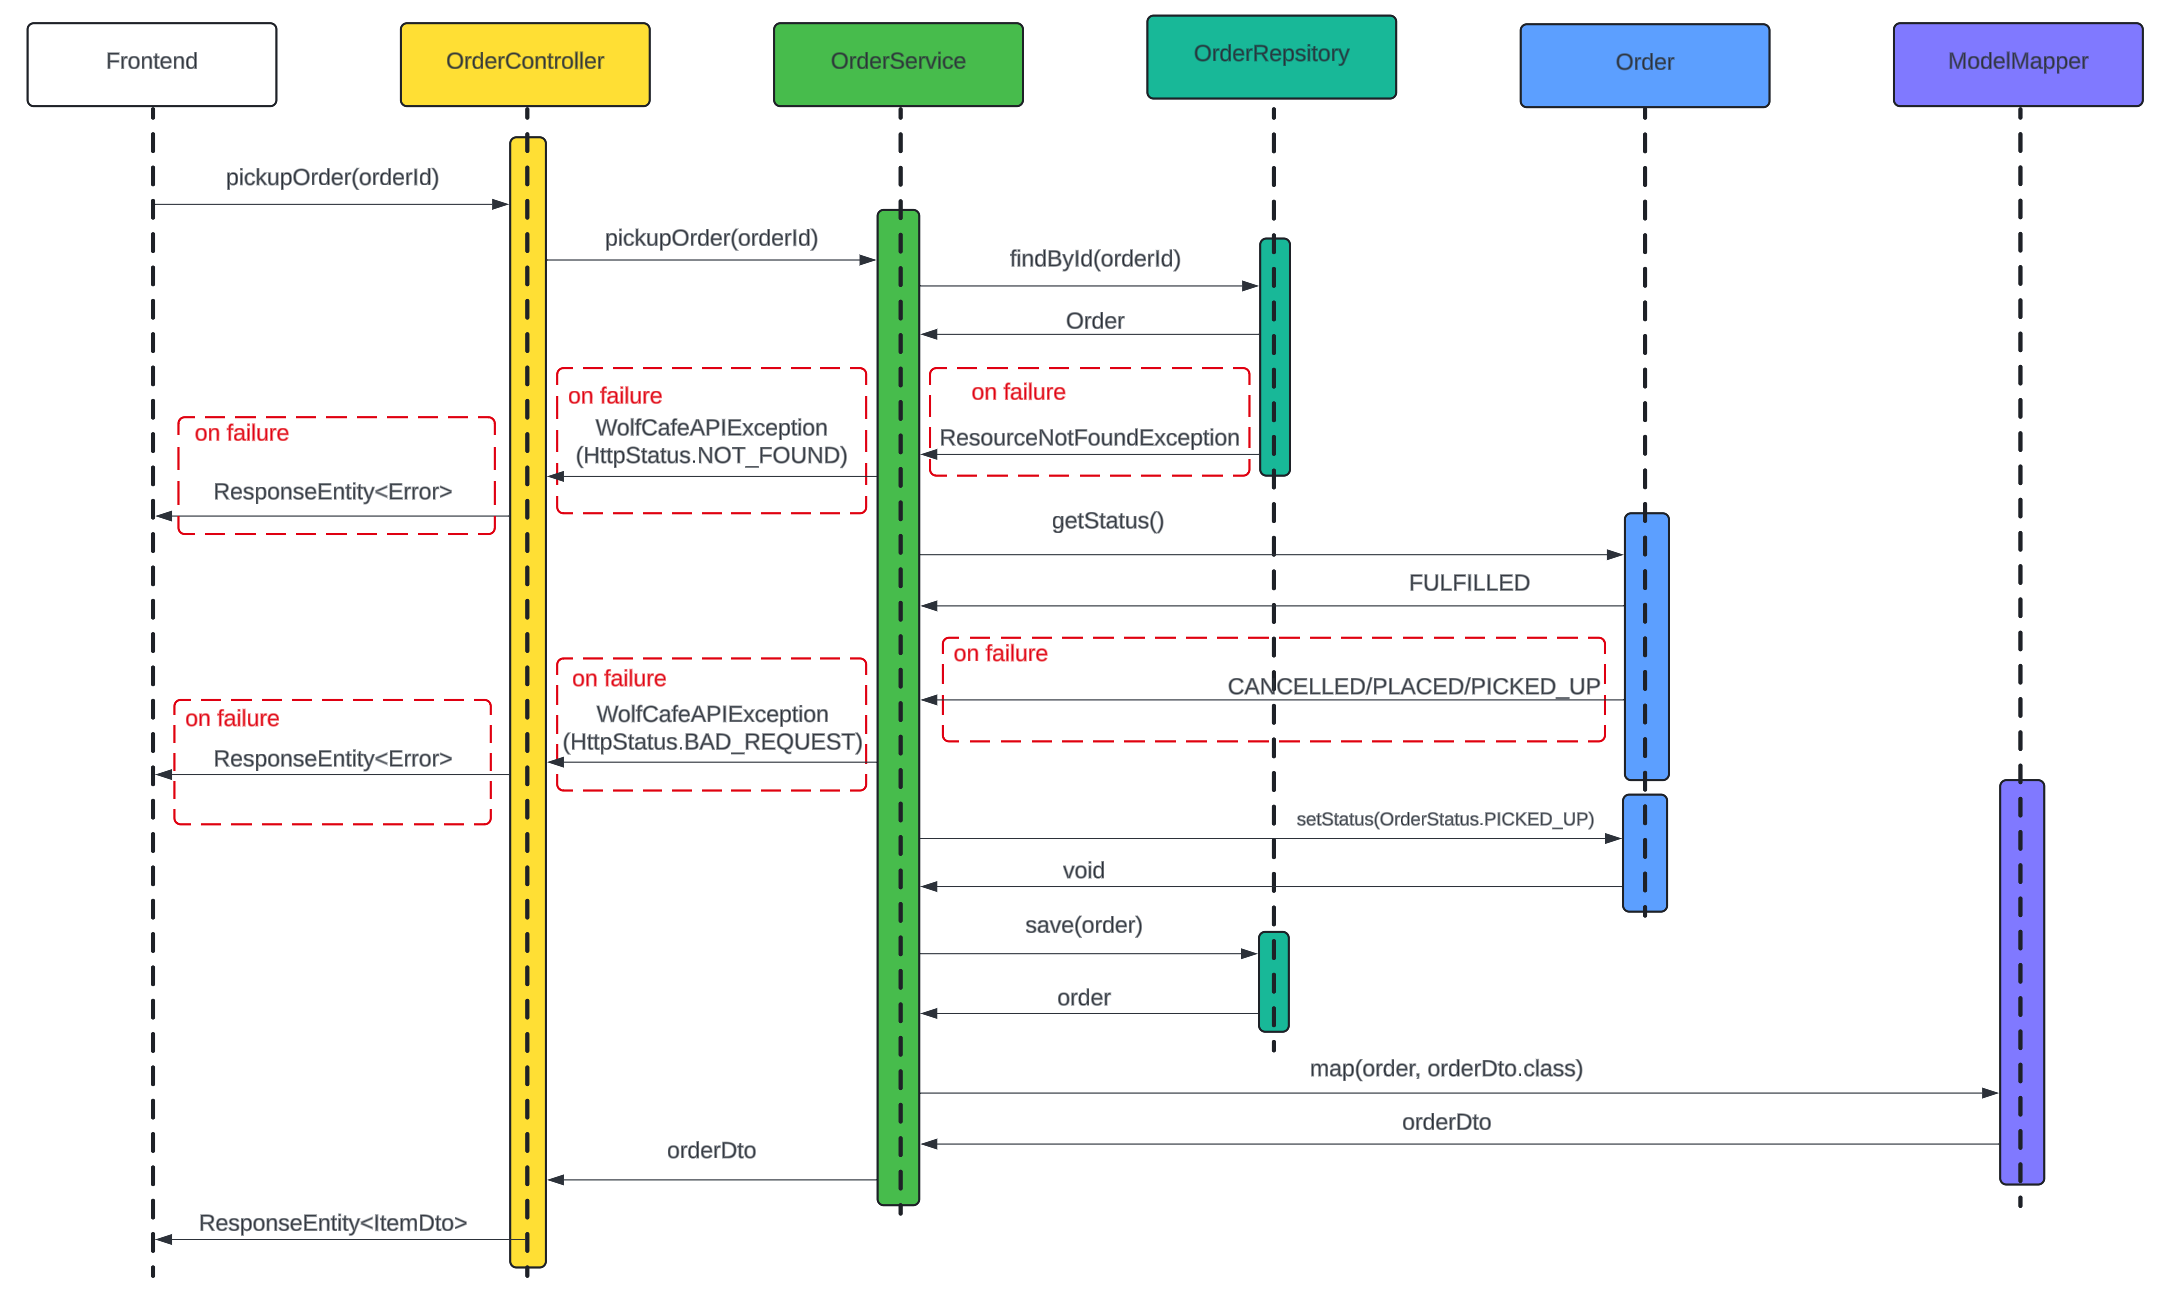 Frontend
OrderController
OrderService
OrderRepsitory
Order
ModelMapper
pickupOrder(orderId)
pickupOrder(orderId)
findById(orderId)
Order
on failure
on failure
on failure
WolfCafeAPIException
(HttpStatus.NOT_FOUND)
ResourceNotFoundException
ResponseEntity<Error>
getStatus()
FULFILLED
on failure
on failure
on failure
CANCELLED/PLACED/PICKED_UP
WolfCafeAPIException
(HttpStatus.BAD_REQUEST)
ResponseEntity<Error>
setStatus(OrderStatus.PICKED_UP)
void
save(order)
order
map(order, orderDto.class)
orderDto
orderDto
ResponseEntity<ItemDto>